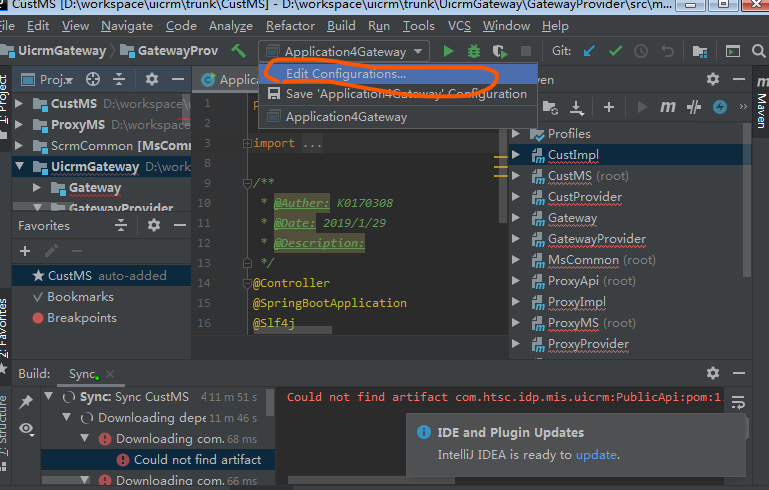 CustMS [D:\workspace\uicrm\trunk\CustMS] - D:\workspace\uicrm\trunk\UicrmGateway\GatewayProvider\src\m...
File Edit View Navigate Code Analyze Refactor Build Run Tools VCS Window Help
UicrmGateway GatewayProv Application4Gateway Git:
Edit Configurations...
Save 'Application4Gateway' Configuration
Application4Gateway
1: Project
Proj
CustMS D:\workspace
ProxyMS D:\workspac
ScrmCommon [MsComm
UicrmGateway D:\work
Gateway
GatewayProvider
Favorites
CustMS auto-added
Bookmarks
Breakpoints
2: Favorites
Structure
Applic
1 p
2
3 import ...
8
9 /**
10 * @Auther: K0170308
11 * @Date: 2019/1/29
12 * @Description:
13 */
14 @Controller
15 @SpringBootApplication
16 @Slf4j
ven
Profiles
CustImpl
CustMS (root)
CustProvider
Gateway
GatewayProvider
MsCommon (root)
ProxyApi (root)
ProxyImpl
ProxyMS (root)
ProxyProvider
Maven
Build: Sync
Sync: Sync CustMS 4 m 11 m 51 s
Downloading depe 11 m 46 s
Downloading com. 68 ms
Could not find artifact
Downloading com. 6 ms
Could not find artifact com.htsc.idp.mis.uicrm:PublicApi:pom:1.
IDE and Plugin Updates
IntelliJ IDEA is ready to update.